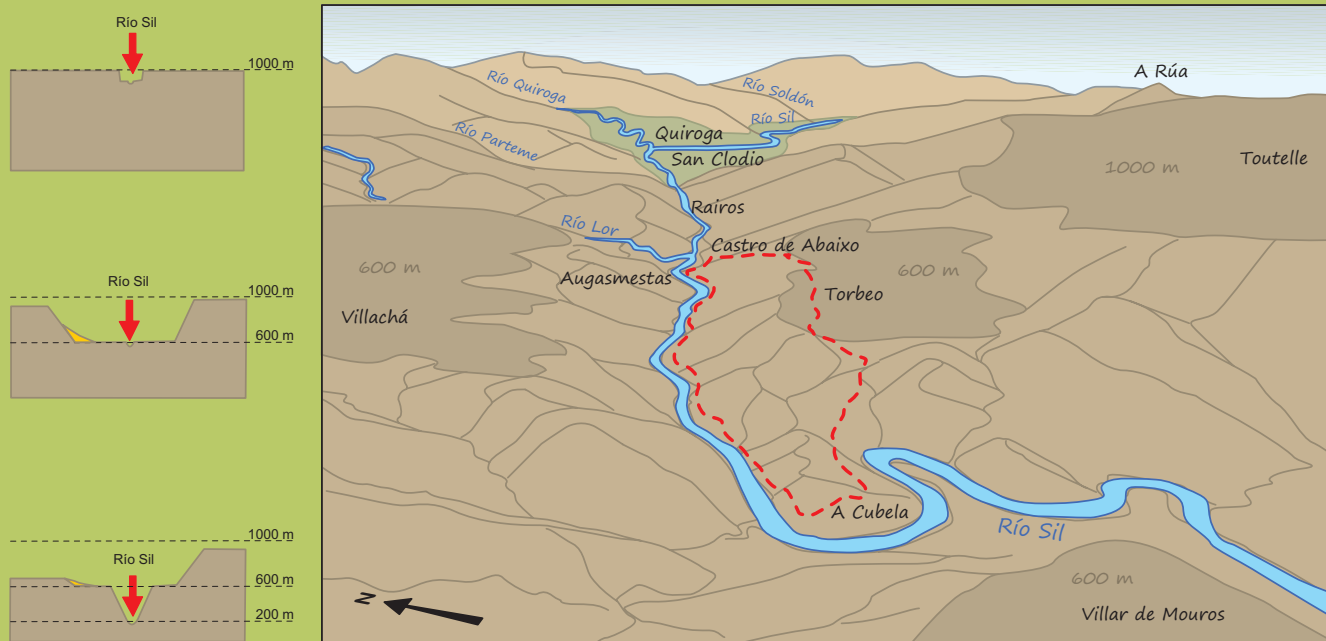 Río Sil
1000 m
Río Sil
1000 m
600 m
Río Sil
1000 m
600 m
200 m
A Rúa
Río Quiroga
Río Soldón
Río Sil
Río Parteme
Quiroga
San Clodio
1000 m
Toutelle
Rairos
Río Lor
Castro de Abaixo
600 m
Augasmestas
600 m
Torbeo
Villachá
A Cubela
Río Sil
600 m
N
Villar de Mouros